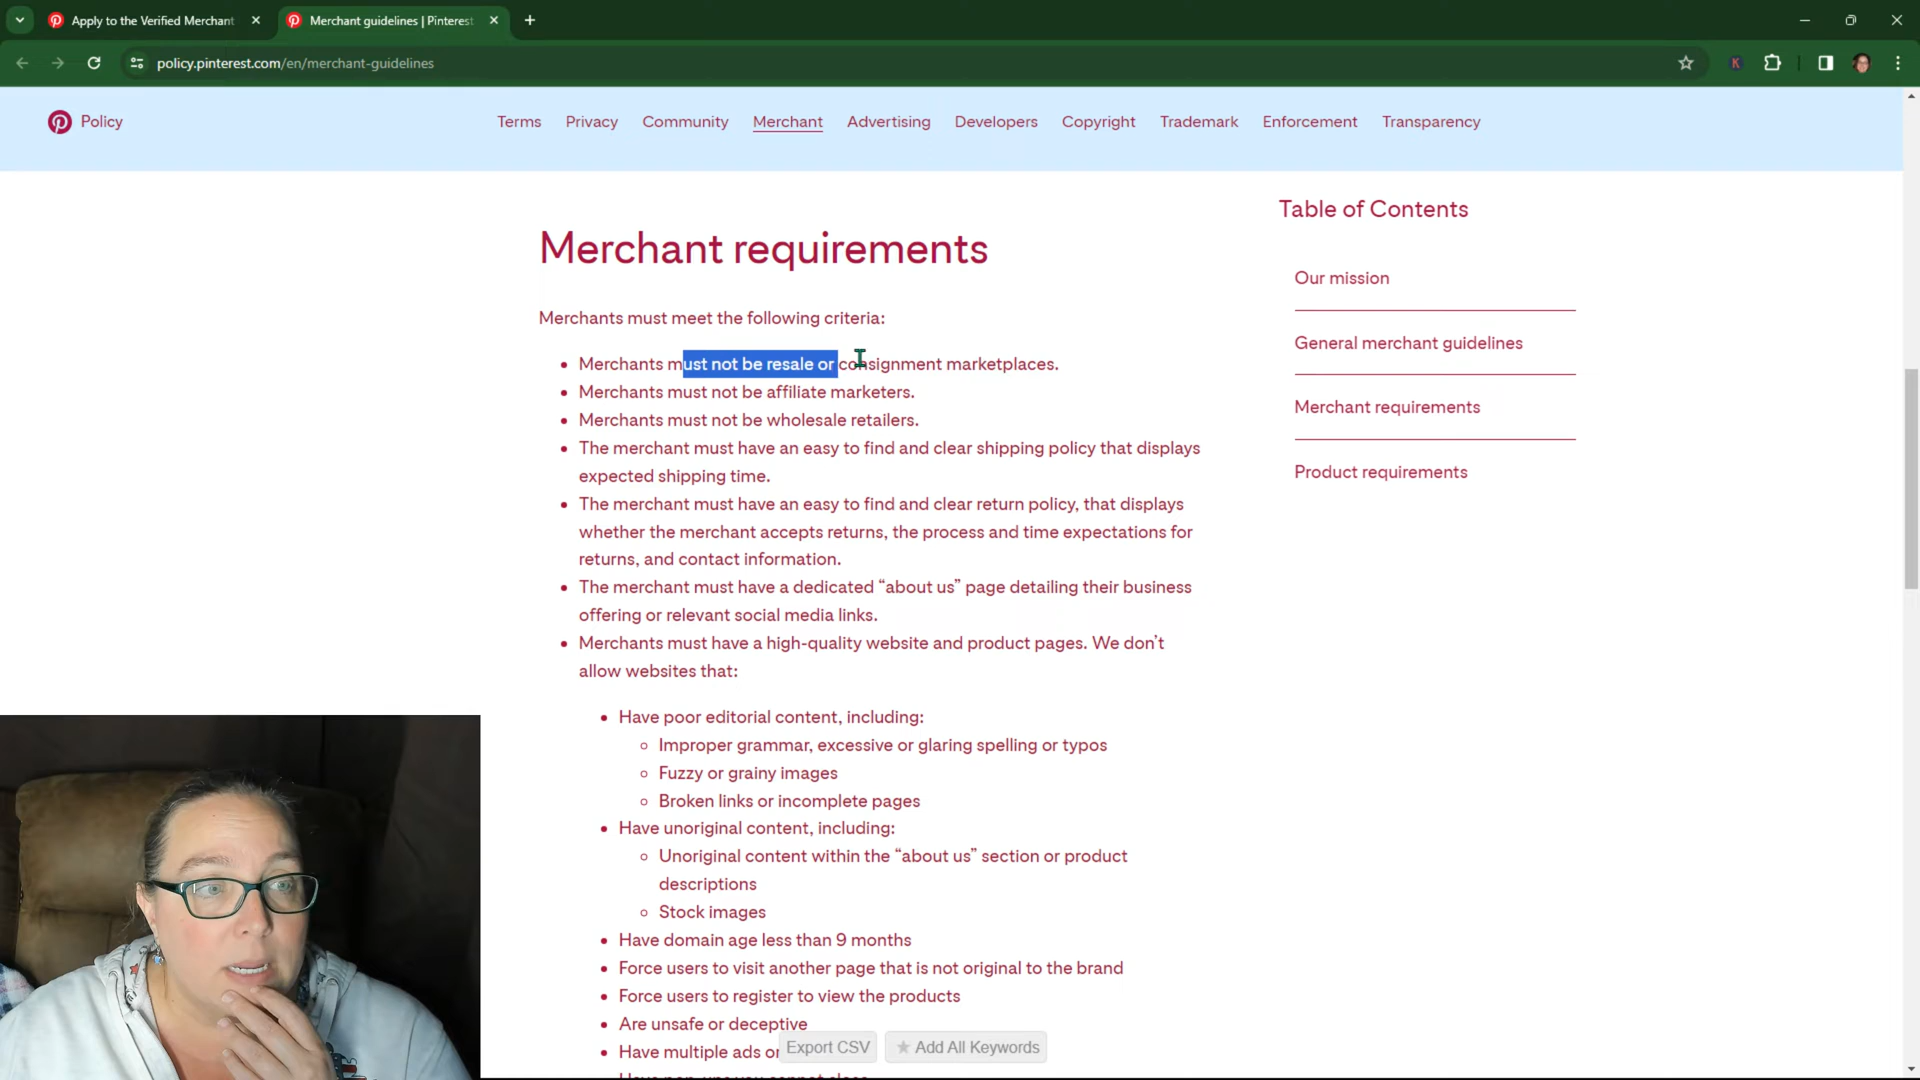 Apply to the Verified Merchant
Merchant guidelines | Pinteres
policy.pinterest.com/en/merchant-guidelines
K
Policy
Terms Privacy Community Merchant Advertising Developers Copyright Trademark Enforcement Transparency
Merchant requirements
Merchants must meet the following criteria:
• Merchants must not be resale or consignment marketplaces.
• Merchants must not be affiliate marketers.
• Merchants must not be wholesale retailers.
• The merchant must have an easy to find and clear shipping policy that displays
expected shipping time.
• The merchant must have an easy to find and clear return policy, that displays
whether the merchant accepts returns, the process and time expectations for
returns, and contact information.
• The merchant must have a dedicated “about us” page detailing their business
offering or relevant social media links.
• Merchants must have a high-quality website and product pages. We don’t
allow websites that:
• Have poor editorial content, including:
◦ Improper grammar, excessive or glaring spelling or typos
◦ Fuzzy or grainy images
◦ Broken links or incomplete pages
• Have unoriginal content, including:
◦ Unoriginal content within the “about us” section or product
descriptions
◦ Stock images
• Have domain age less than 9 months
• Force users to visit another page that is not original to the brand
• Force users to register to view the products
• Are unsafe or deceptive
• Have multiple ads or
Export CSV
★ Add All Keywords
Table of Contents
Our mission
General merchant guidelines
Merchant requirements
Product requirements